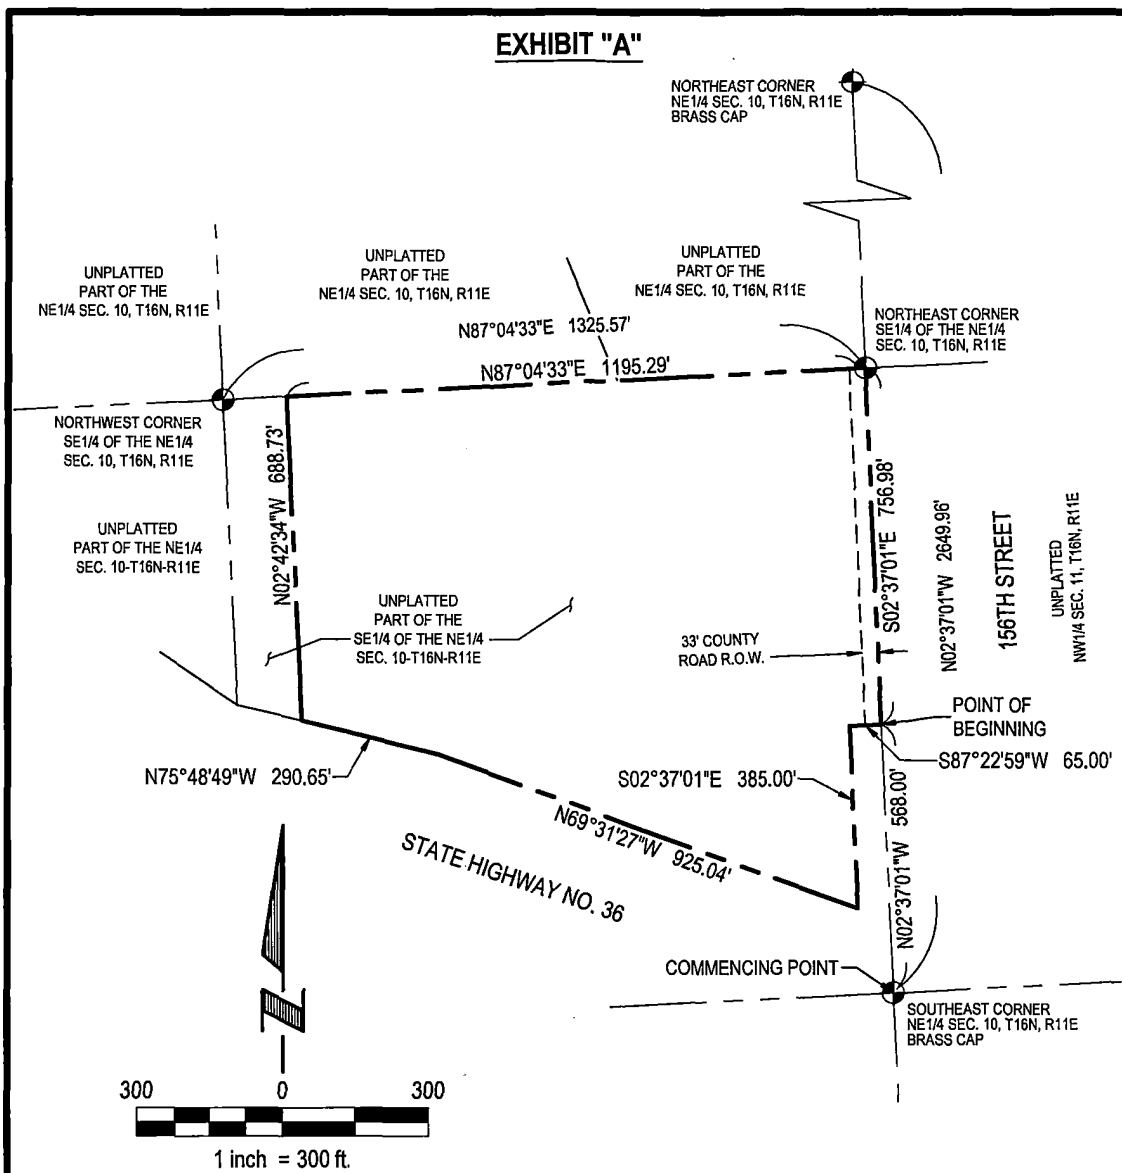 EXHIBIT "A"
NORTHEAST CORNER
NE1/4 SEC. 10, T16N, R11E
BRASS CAP
UNPLATTED
PART OF THE
NE1/4 SEC. 10, T16N, R11E
UNPLATTED
PART OF THE
NE1/4 SEC. 10, T16N, R11E
UNPLATTED
PART OF THE
NE1/4 SEC. 10, T16N, R11E
N87°04'33"E 1325.57'
N87°04'33"E 1195.29'
NORTHEAST CORNER
SE1/4 OF THE NE1/4
SEC. 10, T16N, R11E
NORTHWEST CORNER
SE1/4 OF THE NE1/4
SEC. 10, T16N, R11E
N02°42'34"W 688.73'
UNPLATTED
PART OF THE NE1/4
SEC. 10-T16N-R11E
UNPLATTED
PART OF THE
SE1/4 OF THE NE1/4
SEC. 10-T16N-R11E
33' COUNTY
ROAD R.O.W.
S02°37'01"E 756.98'
N02°37'01"W 2649.96'
156TH STREET
UNPLATTED
NW1/4 SEC. 11, T16N, R11E
POINT OF
BEGINNING
S87°22'59"W 65.00'
N75°48'49"W 290.65'
S02°37'01"E 385.00'
N69°31'27"W 925.04'
STATE HIGHWAY NO. 36
N02°37'01"W 568.00'
COMMENCING POINT
SOUTHEAST CORNER
NE1/4 SEC. 10, T16N, R11E
BRASS CAP
300 0 300
1 inch = 300 ft.